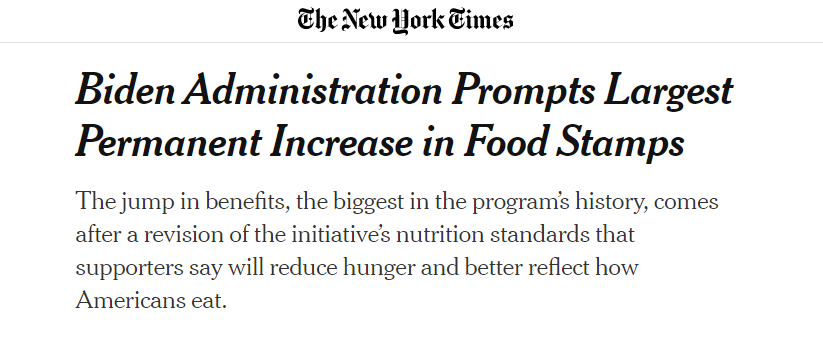 The New York Times
Biden Administration Prompts Largest
Permanent Increase in Food Stamps
The jump in benefits, the biggest in the program’s history, comes
after a revision of the initiative’s nutrition standards that
supporters say will reduce hunger and better reflect how
Americans eat.